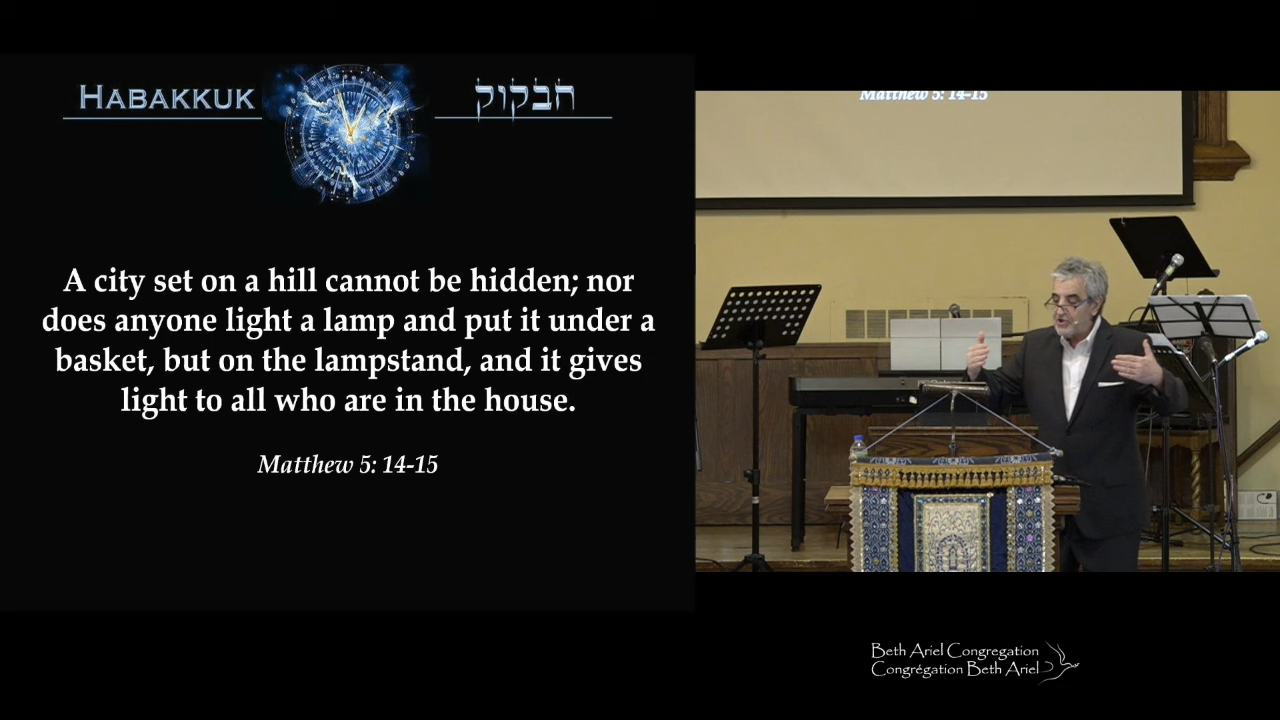 HABAKKUK
חבקוק
A city set on a hill cannot be hidden; nor
does anyone light a lamp and put it under a
basket, but on the lampstand, and it gives
light to all who are in the house.
Matthew 5: 14-15
Matthew 5: 14-15
Beth Ariel Congregation
Congrégation Beth Ariel